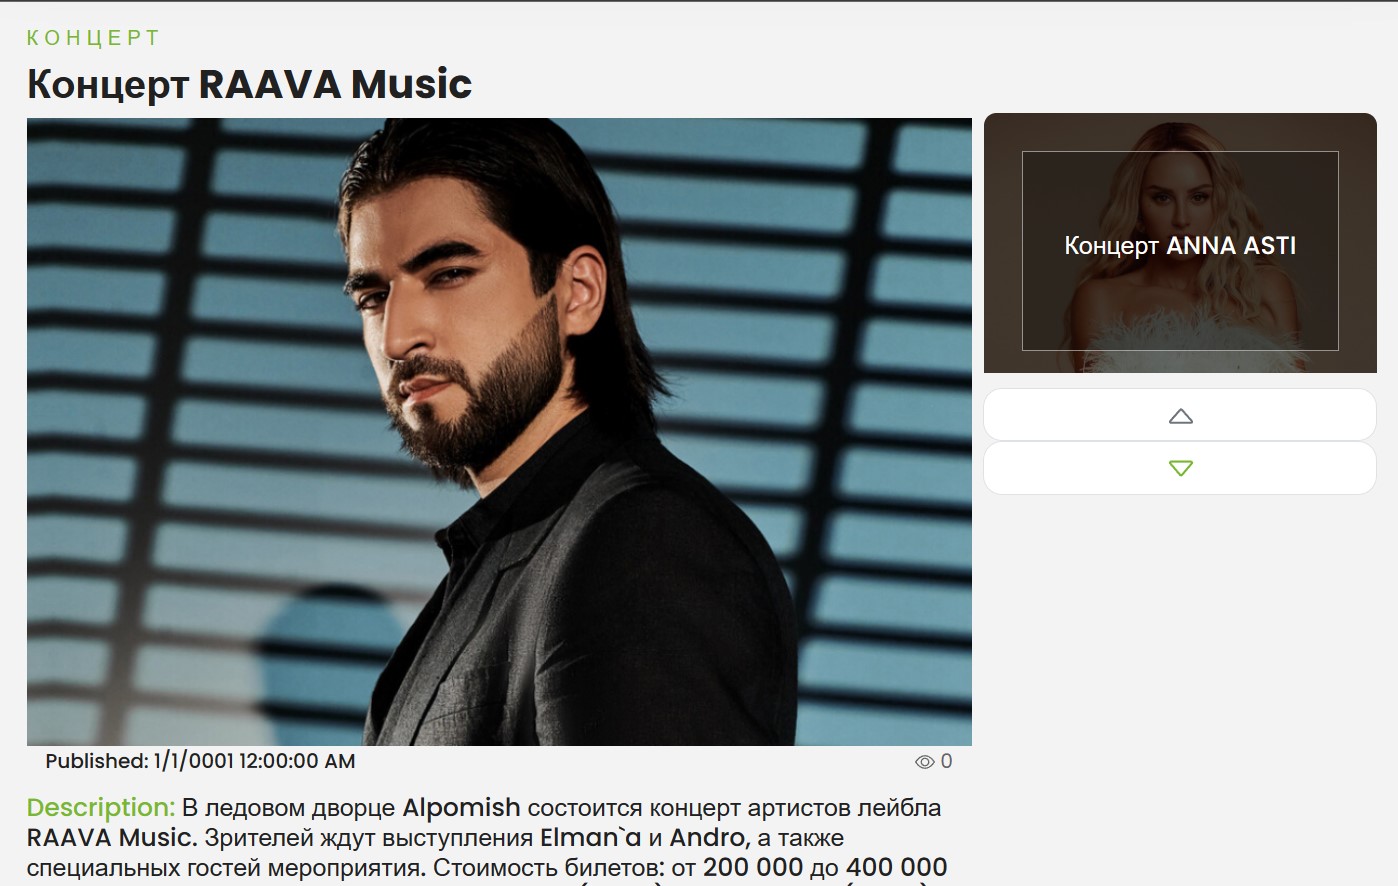 КОНЦЕРТ
Концерт RAAVA Music
Концерт ANNA ASTI
Published: 1/1/0001 12:00:00 AM
0
Description: В ледовом дворце Alpomish состоится концерт артистов лейбла
RAAVA Music. Зрителей ждут выступления Elman`a и Andro, а также
специальных гостей мероприятия. Стоимость билетов: от 200 000 до 400 000